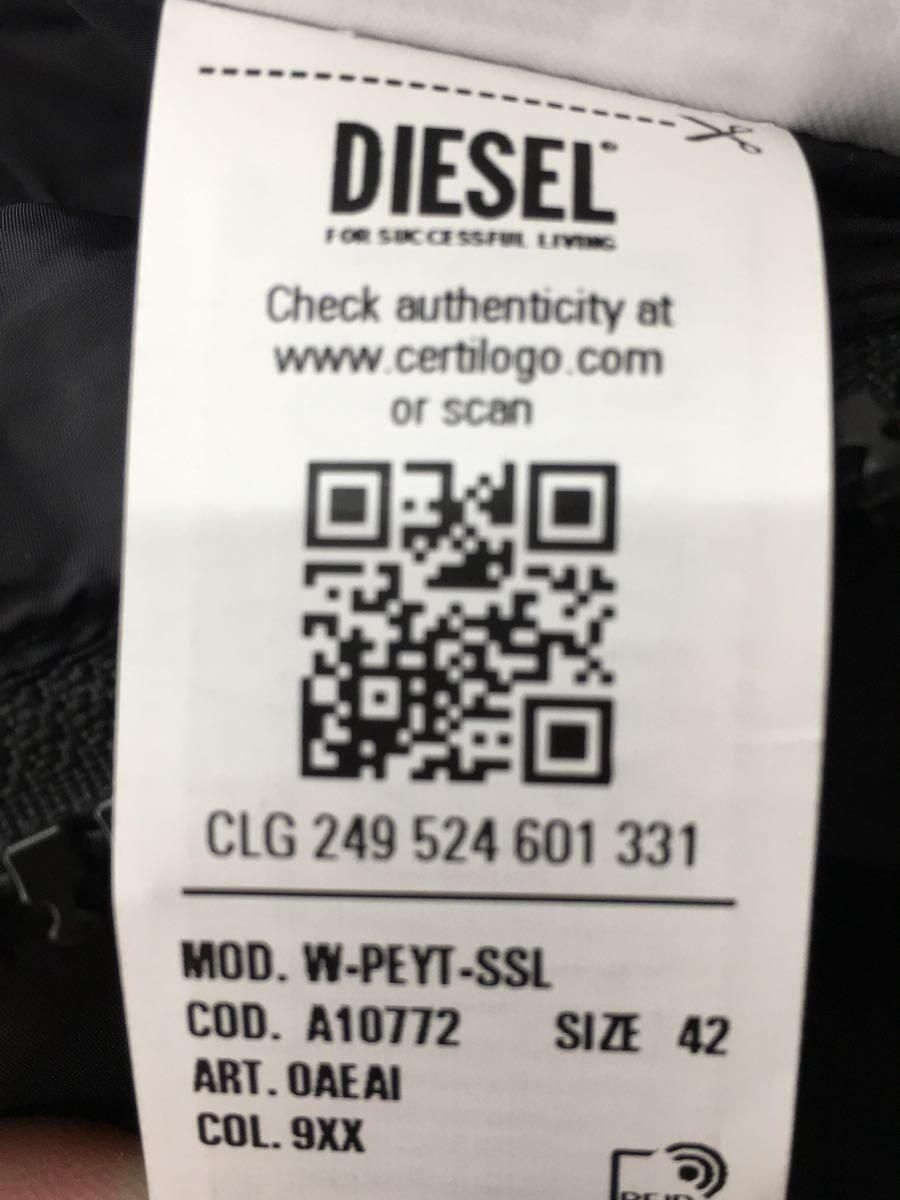 DIESEL
FOR SUCCESSFUL LIVING
Check authenticity at
www.certilogo.com
or scan
CLG 249 524 601 331
MOD. W-PEYT-SSL
COD. A10772 SIZE 42
ART. 0AEAI
COL. 9XX
RFID